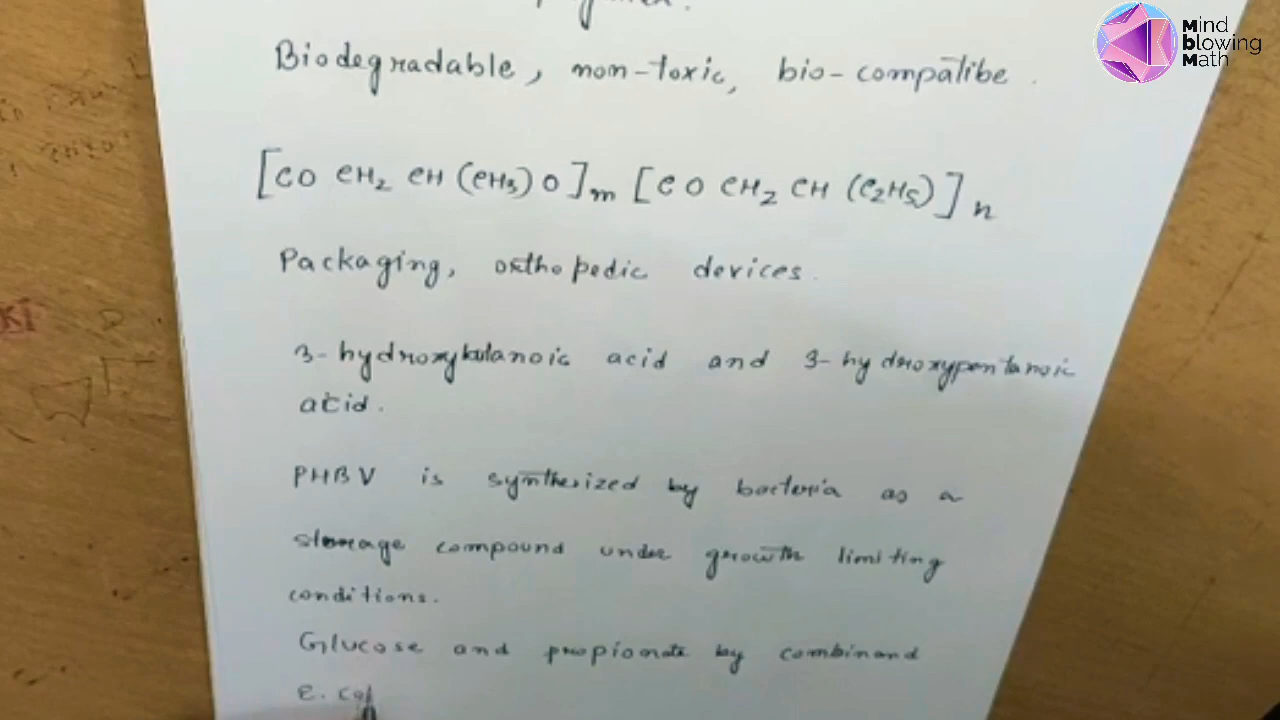 Mind
blowing
Math
Biodegradable, non-toxic, bio-compatibe.
[CO CH2 CH (CH3) O]m [CO CH2 CH (C2H5)]n
Packaging, orthopedic devices.
3-hydroxybutanoic acid and 3-hydroxypentanoic
acid.
PHBV is synthesized by bacteria as a
storage compound under growth limiting
conditions.
Glucose and propionate by combinand
E. col